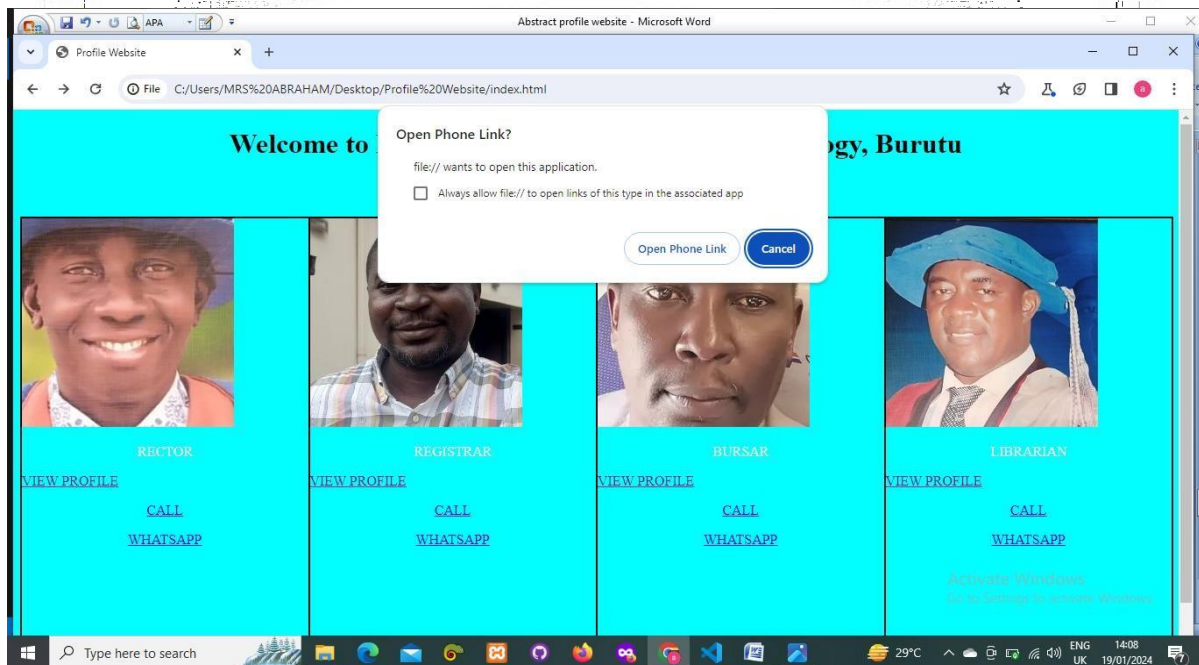 APA
Abstract profile website - Microsoft Word
Profile Website
File C:/Users/MRS%20ABRAHAM/Desktop/Profile%20Website/index.html
a
Open Phone Link?
file:// wants to open this application.
Always allow file:// to open links of this type in the associated app
Open Phone Link Cancel
Welcome to ogy, Burutu
RECTOR REGISTRAR BURSAR LIBRARIAN
VIEW PROFILE VIEW PROFILE VIEW PROFILE VIEW PROFILE
CALL CALL CALL CALL
WHATSAPP WHATSAPP WHATSAPP WHATSAPP
Activate Windows
Go to Settings to activate Windows.
Type here to search 29°C ENG 14:08
UK 19/01/2024